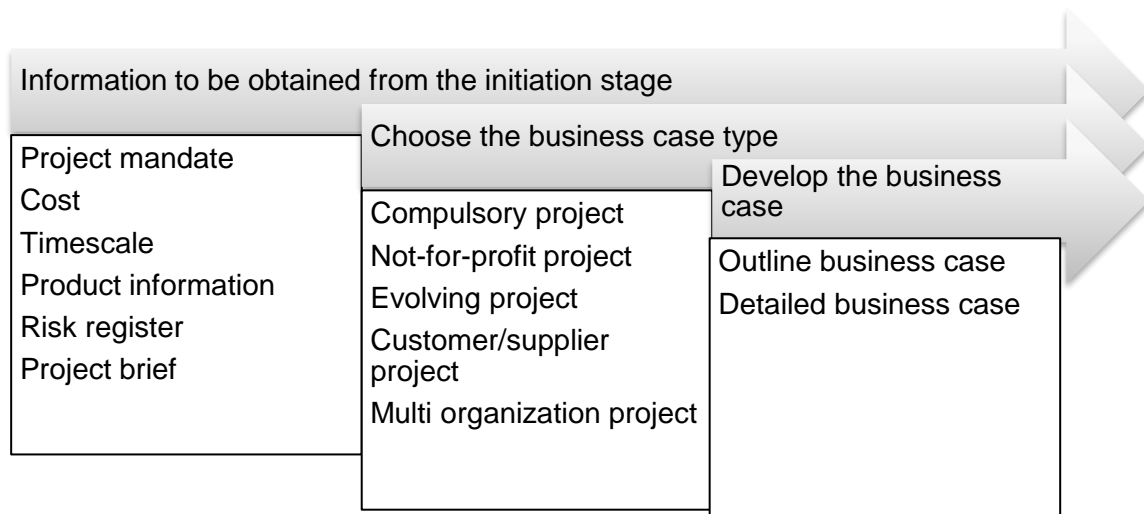 Information to be obtained from the initiation stage
Project mandate
Cost
Timescale
Product information
Risk register
Project brief
Choose the business case type
Compulsory project
Not-for-profit project
Evolving project
Customer/supplier
project
Multi organization project
Develop the business
case
Outline business case
Detailed business case